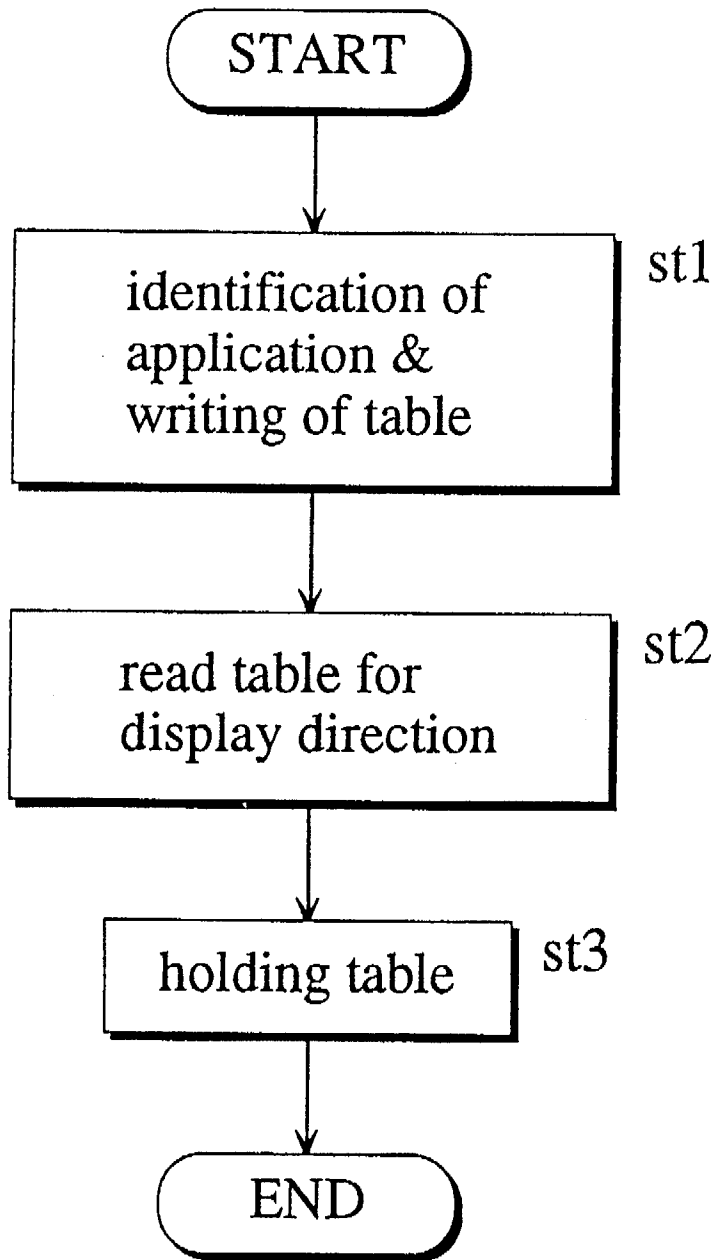 START
st1
identification of
application &
writing of table
st2
read table for
display direction
st3
holding table
END